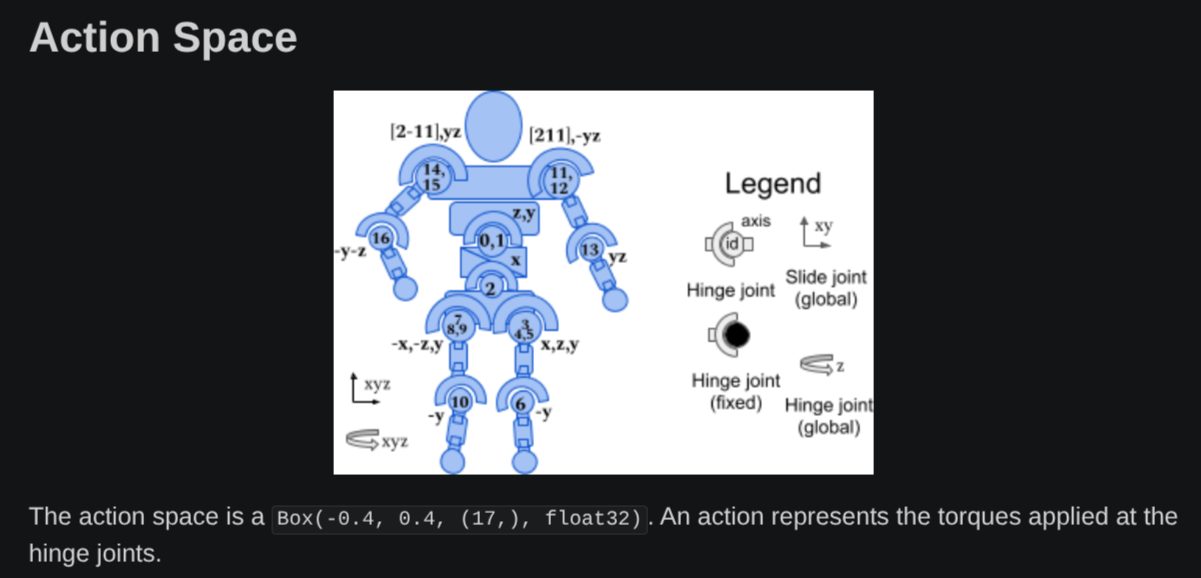 Action Space
[2-11],yz
[211],-yz
14,
15
11,
12
z,y
16
0,1
13
-y-z
x
yz
2
7
8,9
3
4,5
-x,-z,y
x,z,y
xyz
10
6
-y
-y
xyz
Legend
axis
id
xy
Hinge joint
Slide joint
(global)
z
Hinge joint
(fixed)
Hinge joint
(global)
The action space is a Box(-0.4, 0.4, (17,), float32). An action represents the torques applied at the
hinge joints.